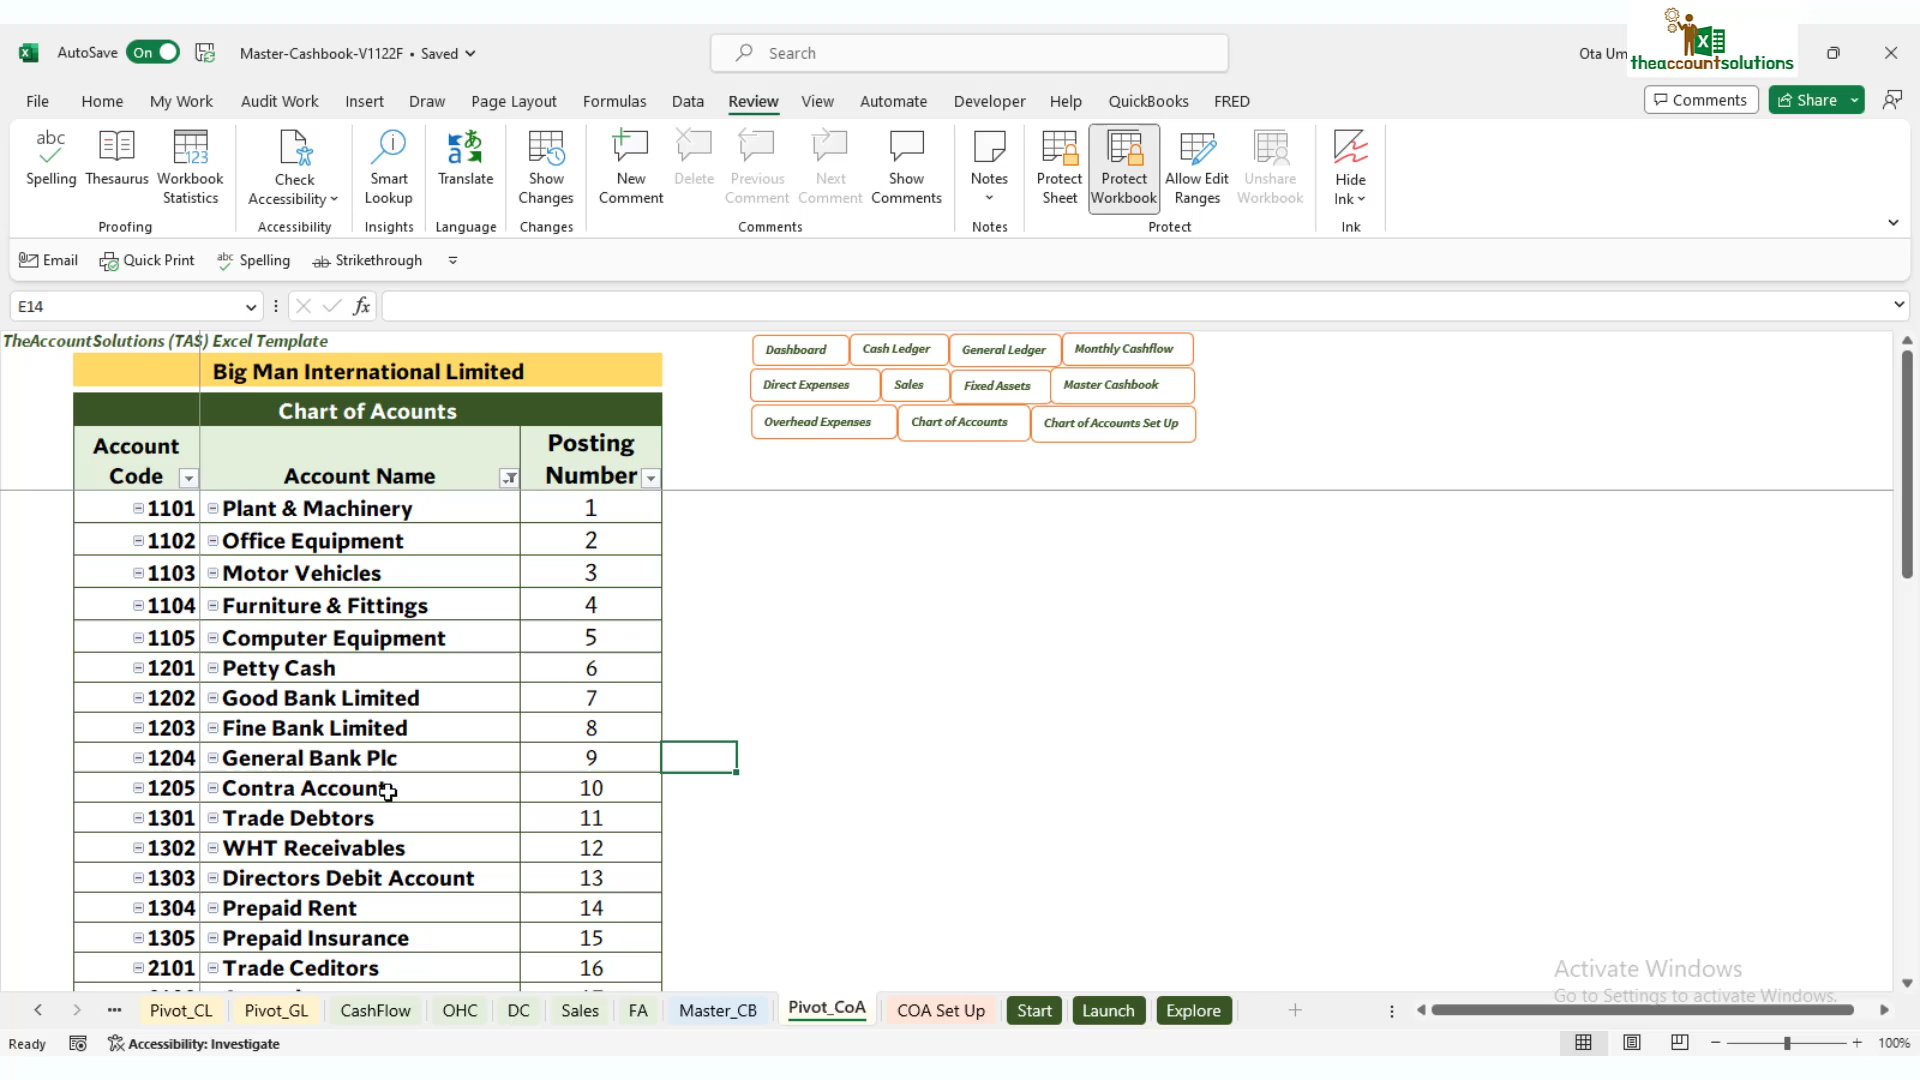 AutoSave On Master-Cashbook-V1122F • Saved Search Ota Um
theaccountsolutions
File Home My Work Audit Work Insert Draw Page Layout Formulas Data Review View Automate Developer Help QuickBooks FRED Comments Share
abc 123
Spelling Thesaurus Workbook Statistics Check Accessibility Smart Lookup Translate Show Changes New Comment Delete Previous Comment Next Comment Show Comments Notes Protect Sheet Protect Workbook Allow Edit Ranges Unshare Workbook Hide Ink
Proofing Accessibility Insights Language Changes Comments Notes Protect Ink
Email Quick Print abc Spelling ab Strikethrough
E14 fx
TheAccountSolutions (TAS) Excel Template
Big Man International Limited
Chart of Acounts
Account Code Account Name Posting Number
Dashboard Cash Ledger General Ledger Monthly Cashflow
Direct Expenses Sales Fixed Assets Master Cashbook
Overhead Expenses Chart of Accounts Chart of Accounts Set Up
1101 Plant & Machinery 1
1102 Office Equipment 2
1103 Motor Vehicles 3
1104 Furniture & Fittings 4
1105 Computer Equipment 5
1201 Petty Cash 6
1202 Good Bank Limited 7
1203 Fine Bank Limited 8
1204 General Bank Plc 9
1205 Contra Account 10
1301 Trade Debtors 11
1302 WHT Receivables 12
1303 Directors Debit Account 13
1304 Prepaid Rent 14
1305 Prepaid Insurance 15
2101 Trade Ceditors 16
Activate Windows
Go to Settings to activate Windows.
Pivot_CL Pivot_GL CashFlow OHC DC Sales FA Master_CB Pivot_CoA COA Set Up Start Launch Explore
Ready Accessibility: Investigate 100%